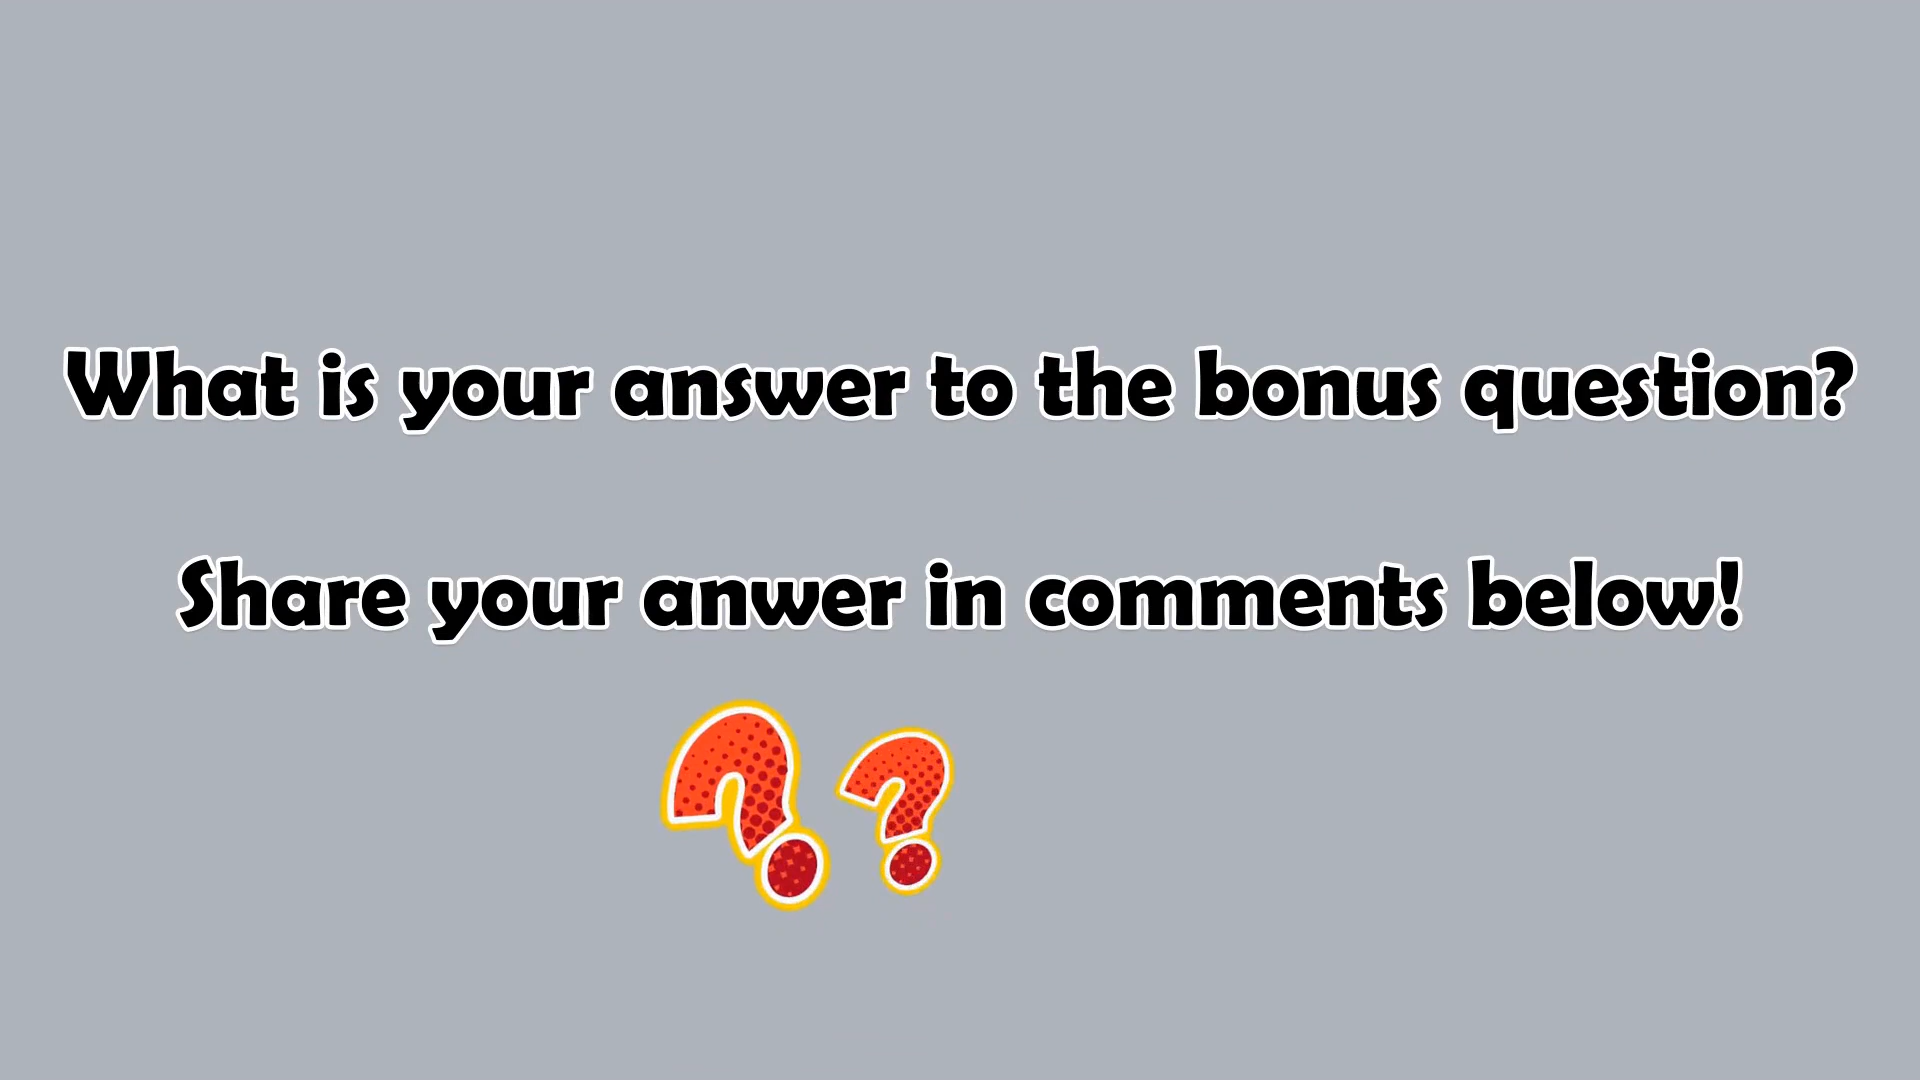 What is your answer to the bonus question?
Share your anwer in comments below!
??